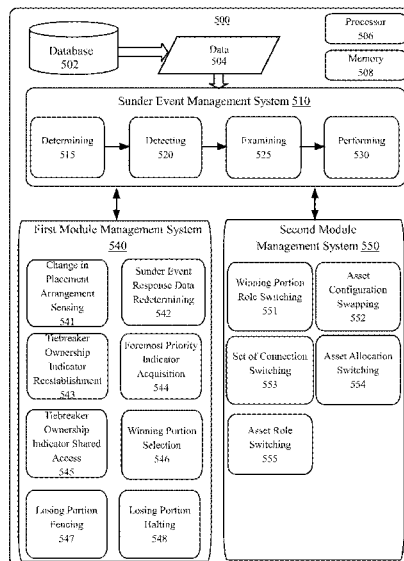 500
Database
502
Data
504
Processor
506
Memory
508
Sunder Event Management System 510
Determining
515
Detecting
520
Examining
525
Performing
530
First Module Management System
540
Change in
Placement
Arrangement
Sensing
541
Sunder Event
Response Data
Redetermining
542
Tiebreaker
Ownership
Indicator
Reestablishment
543
Foremost Priority
Indicator
Acquisition
544
Tiebreaker
Ownership
Indicator Shared
Access
545
Winning Portion
Selection
546
Losing Portion
Fencing
547
Losing Portion
Halting
548
Second Module
Management System 550
Winning Portion
Role Switching
551
Asset
Configuration
Swapping
552
Set of Connection
Switching
553
Asset Allocation
Switching
554
Asset Role
Switching
555